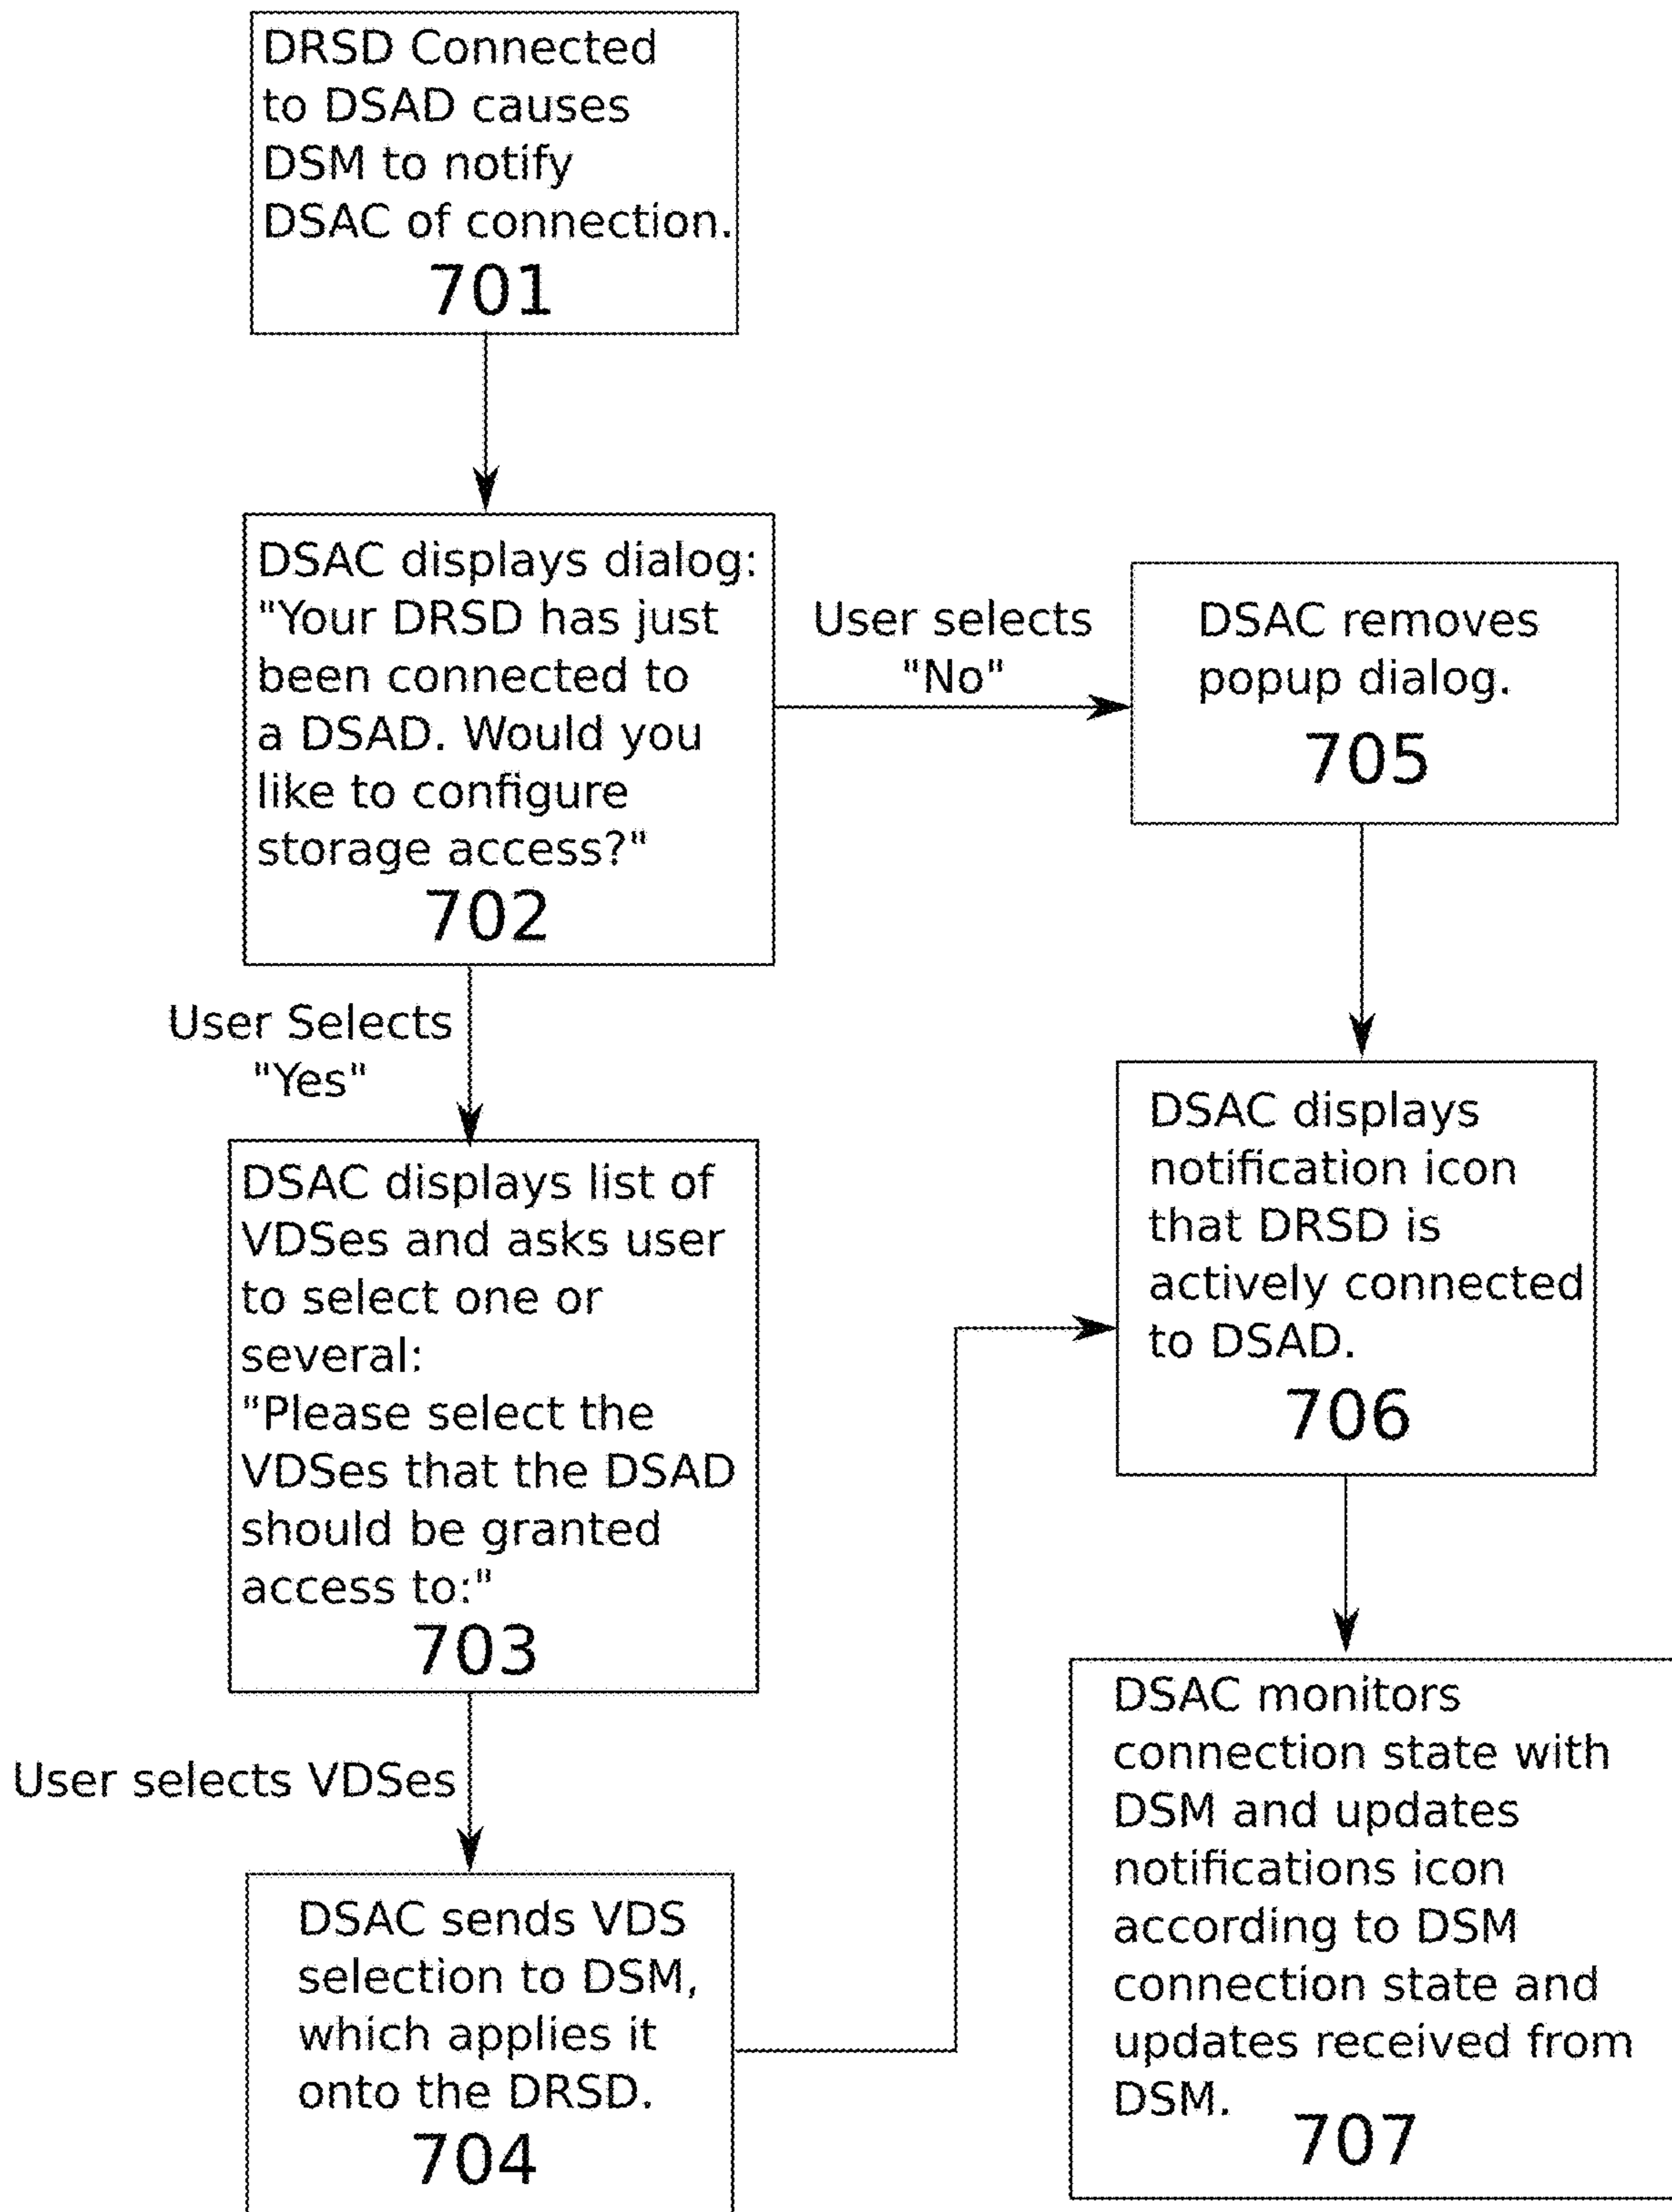 DRSD Connected
to DSAD causes
DSM to notify
DSAC of connection.
701
DSAC displays dialog:
"Your DRSD has just
been connected to
a DSAD. Would you
like to configure
storage access?"
702
User selects
"No"
DSAC removes
popup dialog.
705
User Selects
"Yes"
DSAC displays list of
VDSes and asks user
to select one or
several:
"Please select the
VDSes that the DSAD
should be granted
access to:"
703
User selects VDSes
DSAC sends VDS
selection to DSM,
which applies it
onto the DRSD.
704
DSAC displays
notification icon
that DRSD is
actively connected
to DSAD.
706
DSAC monitors
connection state with
DSM and updates
notifications icon
according to DSM
connection state and
updates received from
DSM.
707